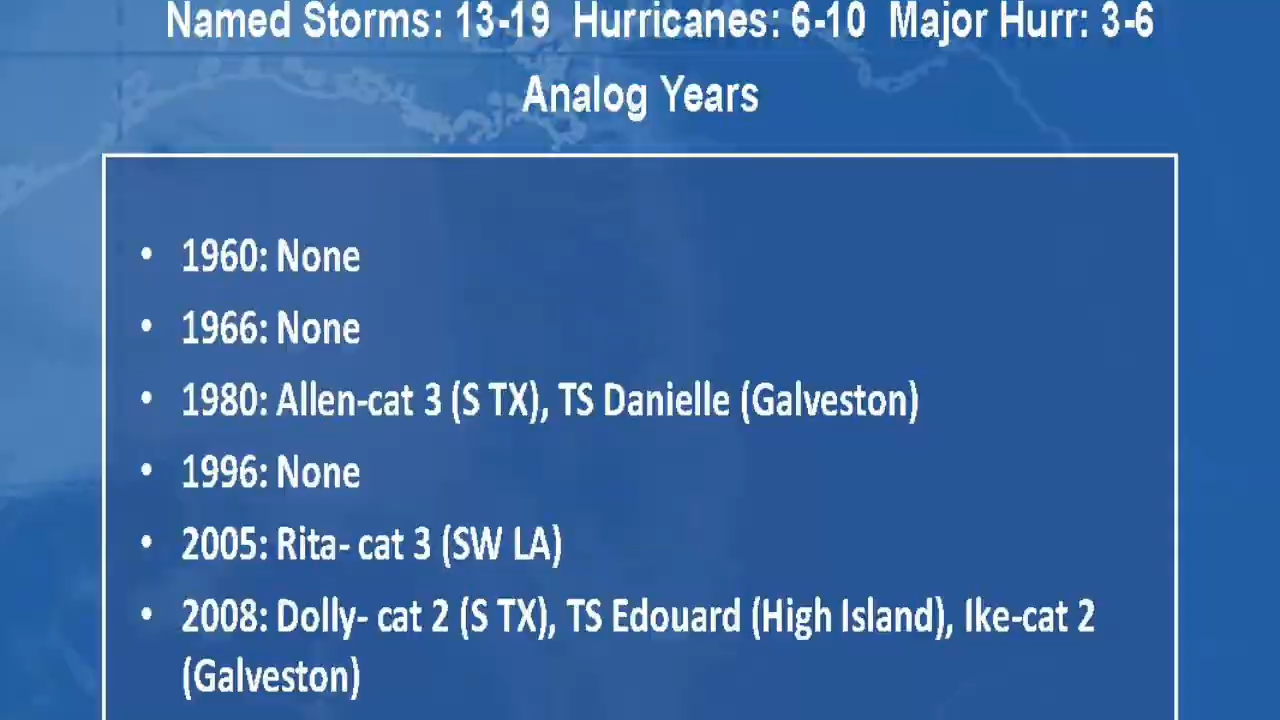 Named Storms: 13-19 Hurricanes: 6-10 Major Hurr: 3-6
Analog Years
• 1960: None
• 1966: None
• 1980: Allen-cat 3 (S TX), TS Danielle (Galveston)
• 1996: None
• 2005: Rita- cat 3 (SW LA)
• 2008: Dolly- cat 2 (S TX), TS Edouard (High Island), Ike-cat 2
(Galveston)